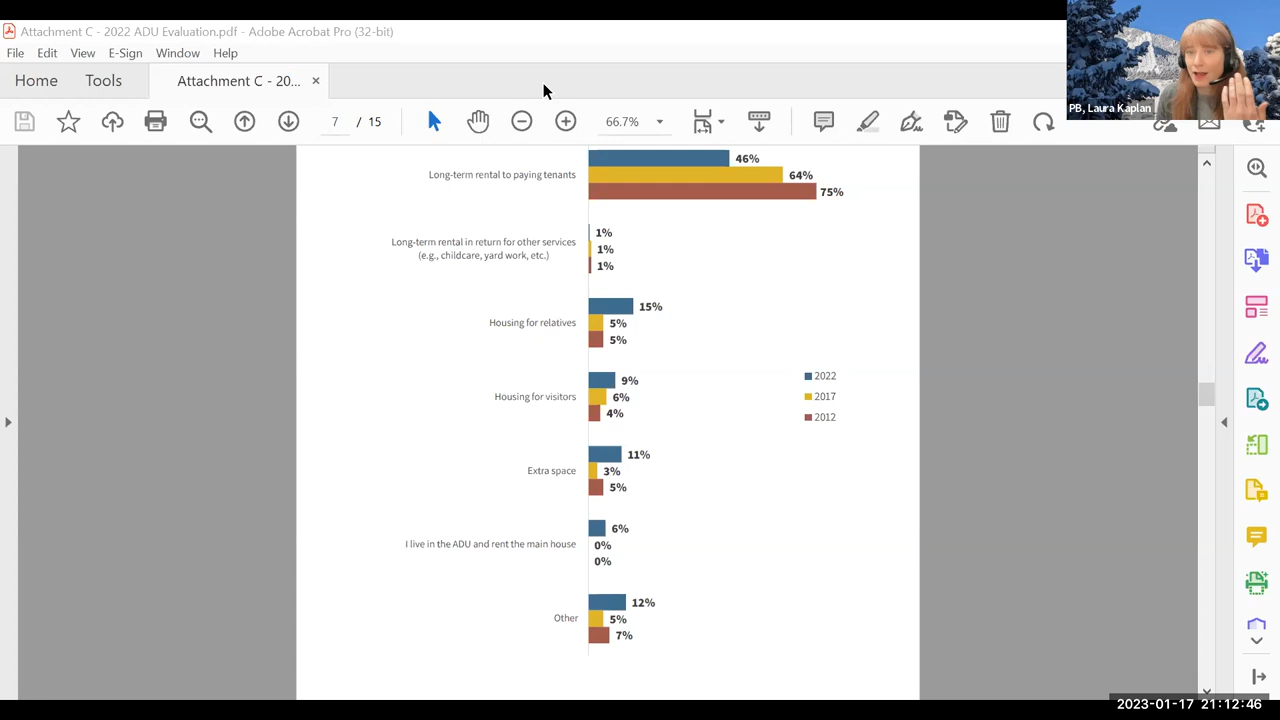 Attachment C - 2022 ADU Evaluation.pdf - Adobe Acrobat Pro (32-bit)
File Edit View E-Sign Window Help
Home Tools Attachment C - 20... ×
7 / 15 66.7%
PB, Laura Kaplan
46%
Long-term rental to paying tenants 64%
75%
1%
Long-term rental in return for other services 1%
(e.g., childcare, yard work, etc.)
1%
15%
Housing for relatives 5%
5%
9%
Housing for visitors 6%
4%
2022
2017
2012
11%
Extra space 3%
5%
6%
I live in the ADU and rent the main house 0%
0%
12%
Other 5%
7%
2023-01-17 21:12:46